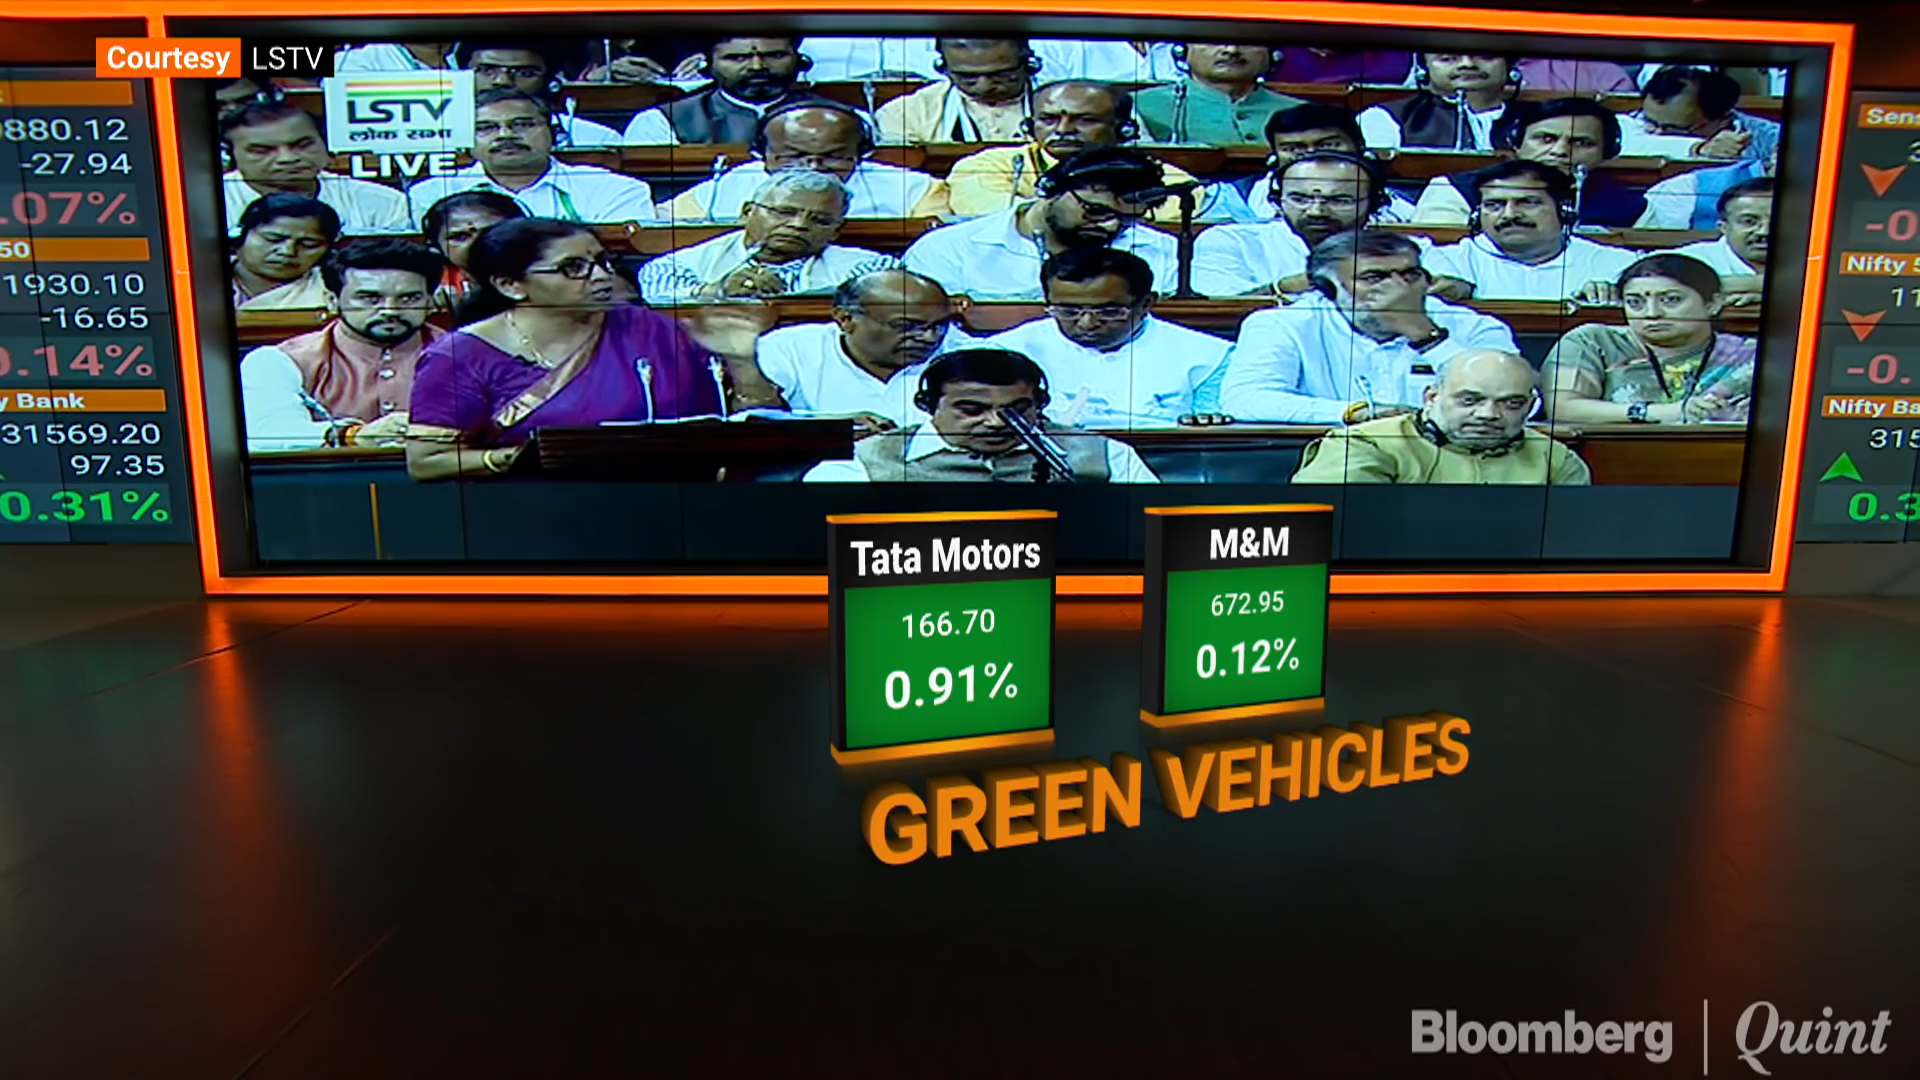 Courtesy LSTV
LSTV
लोक सभा
LIVE
880.12
-27.94
.07%
50
1930.10
-16.65
0.14%
y Bank
31569.20
97.35
0.31%
Sens
-0
Nifty 5
11
-0.
Nifty Ba
315
0.3
Tata Motors
166.70
0.91%
M&M
672.95
0.12%
GREEN VEHICLES
Bloomberg | Quint